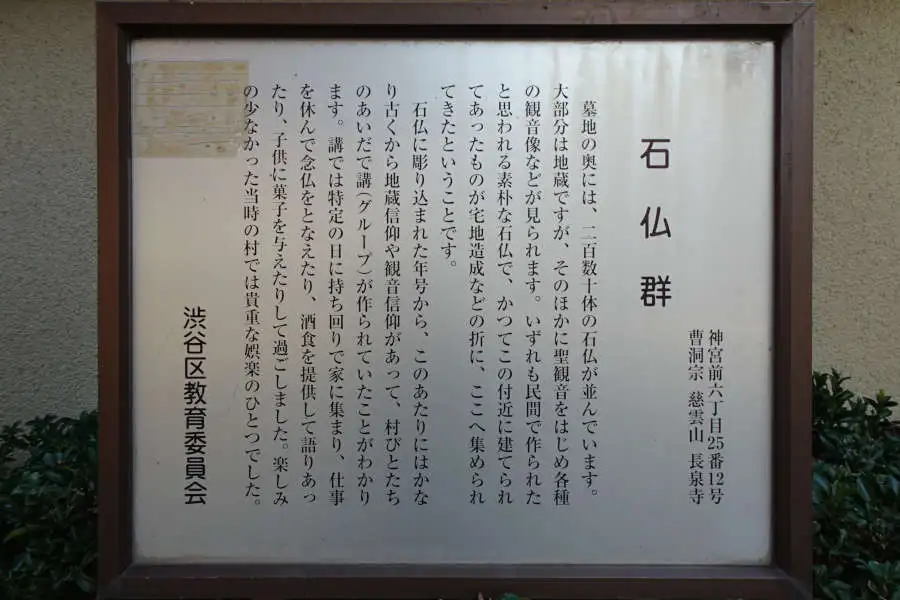 石仏群
神宮前六丁目25番12号
曹洞宗 慈雲山 長泉寺
墓地の奥には、二百数十体の石仏が並んでいます。
大部分は地蔵ですが、そのほかに聖観音をはじめ各種
の観音像などが見られます。いずれも民間で作られた
と思われる素朴な石仏で、かつてこの付近に建てられ
てあったものが宅地造成などの折に、ここへ集められ
てきたということです。
石仏に彫り込まれた年号から、このあたりにはかな
り古くから地蔵信仰や観音信仰があって、村びとたち
のあいだで講(グループ)が作られていたことがわかり
ます。講では特定の日に持ち回りで家に集まり、仕事
を休んで念仏をとなえたり、酒食を提供して語りあっ
たり、子供に菓子を与えたりして過ごしました。楽しみ
の少なかった当時の村では貴重な娯楽のひとつでした。
渋谷区教育委員会